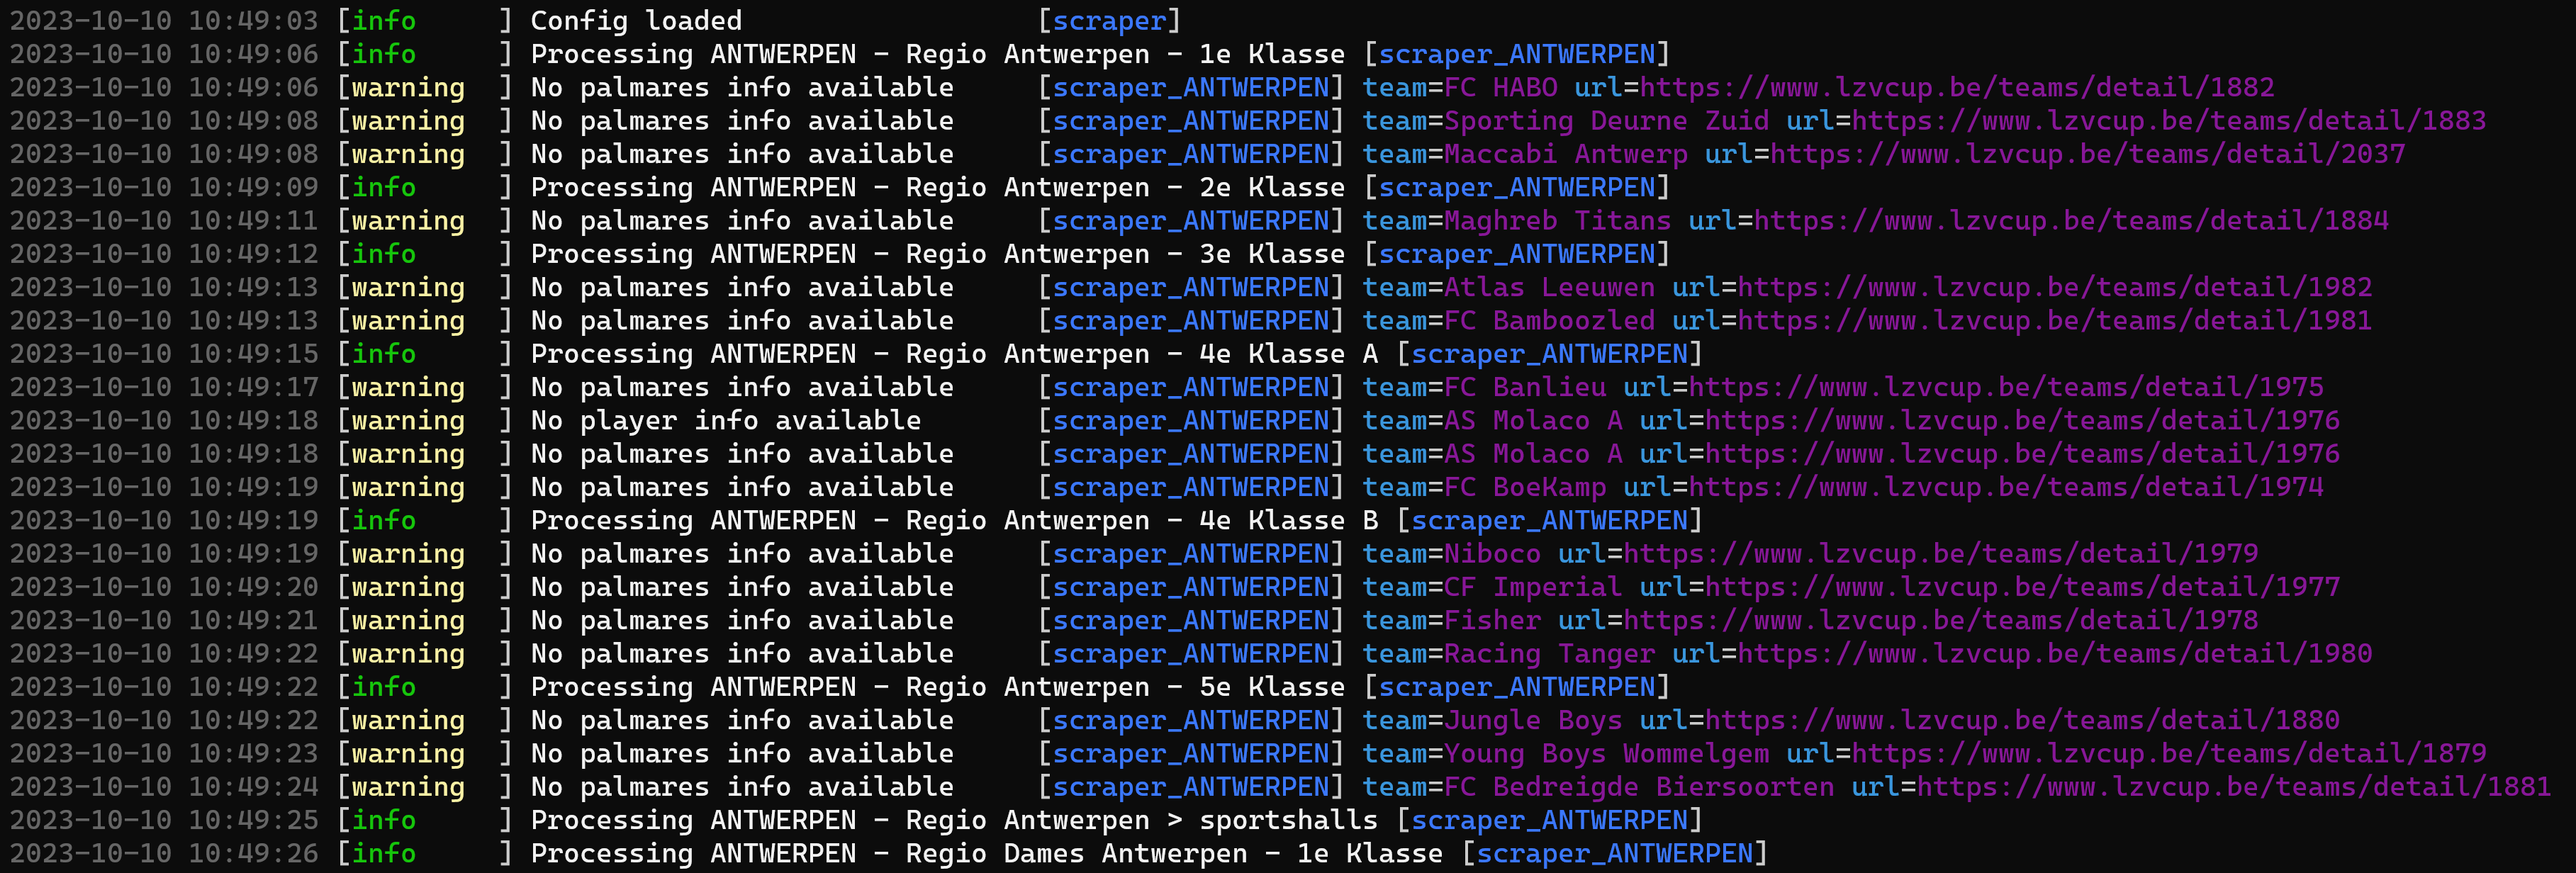 2023-10-10 10:49:03 [info     ] Config loaded                  [scraper]
2023-10-10 10:49:06 [info     ] Processing ANTWERPEN - Regio Antwerpen - 1e Klasse [scraper_ANTWERPEN]
2023-10-10 10:49:06 [warning  ] No palmares info available     [scraper_ANTWERPEN] team=FC HABO url=https://www.lzvcup.be/teams/detail/1882
2023-10-10 10:49:08 [warning  ] No palmares info available     [scraper_ANTWERPEN] team=Sporting Deurne Zuid url=https://www.lzvcup.be/teams/detail/1883
2023-10-10 10:49:08 [warning  ] No palmares info available     [scraper_ANTWERPEN] team=Maccabi Antwerp url=https://www.lzvcup.be/teams/detail/2037
2023-10-10 10:49:09 [info     ] Processing ANTWERPEN - Regio Antwerpen - 2e Klasse [scraper_ANTWERPEN]
2023-10-10 10:49:11 [warning  ] No palmares info available     [scraper_ANTWERPEN] team=Maghreb Titans url=https://www.lzvcup.be/teams/detail/1884
2023-10-10 10:49:12 [info     ] Processing ANTWERPEN - Regio Antwerpen - 3e Klasse [scraper_ANTWERPEN]
2023-10-10 10:49:13 [warning  ] No palmares info available     [scraper_ANTWERPEN] team=Atlas Leeuwen url=https://www.lzvcup.be/teams/detail/1982
2023-10-10 10:49:13 [warning  ] No palmares info available     [scraper_ANTWERPEN] team=FC Bamboozled url=https://www.lzvcup.be/teams/detail/1981
2023-10-10 10:49:15 [info     ] Processing ANTWERPEN - Regio Antwerpen - 4e Klasse A [scraper_ANTWERPEN]
2023-10-10 10:49:17 [warning  ] No palmares info available     [scraper_ANTWERPEN] team=FC Banlieu url=https://www.lzvcup.be/teams/detail/1975
2023-10-10 10:49:18 [warning  ] No player info available       [scraper_ANTWERPEN] team=AS Molaco A url=https://www.lzvcup.be/teams/detail/1976
2023-10-10 10:49:18 [warning  ] No palmares info available     [scraper_ANTWERPEN] team=AS Molaco A url=https://www.lzvcup.be/teams/detail/1976
2023-10-10 10:49:19 [warning  ] No palmares info available     [scraper_ANTWERPEN] team=FC BoeKamp url=https://www.lzvcup.be/teams/detail/1974
2023-10-10 10:49:19 [info     ] Processing ANTWERPEN - Regio Antwerpen - 4e Klasse B [scraper_ANTWERPEN]
2023-10-10 10:49:19 [warning  ] No palmares info available     [scraper_ANTWERPEN] team=Niboco url=https://www.lzvcup.be/teams/detail/1979
2023-10-10 10:49:20 [warning  ] No palmares info available     [scraper_ANTWERPEN] team=CF Imperial url=https://www.lzvcup.be/teams/detail/1977
2023-10-10 10:49:21 [warning  ] No palmares info available     [scraper_ANTWERPEN] team=Fisher url=https://www.lzvcup.be/teams/detail/1978
2023-10-10 10:49:22 [warning  ] No palmares info available     [scraper_ANTWERPEN] team=Racing Tanger url=https://www.lzvcup.be/teams/detail/1980
2023-10-10 10:49:22 [info     ] Processing ANTWERPEN - Regio Antwerpen - 5e Klasse [scraper_ANTWERPEN]
2023-10-10 10:49:22 [warning  ] No palmares info available     [scraper_ANTWERPEN] team=Jungle Boys url=https://www.lzvcup.be/teams/detail/1880
2023-10-10 10:49:23 [warning  ] No palmares info available     [scraper_ANTWERPEN] team=Young Boys Wommelgem url=https://www.lzvcup.be/teams/detail/1879
2023-10-10 10:49:24 [warning  ] No palmares info available     [scraper_ANTWERPEN] team=FC Bedreigde Biersoorten url=https://www.lzvcup.be/teams/detail/1881
2023-10-10 10:49:25 [info     ] Processing ANTWERPEN - Regio Antwerpen > sportshalls [scraper_ANTWERPEN]
2023-10-10 10:49:26 [info     ] Processing ANTWERPEN - Regio Dames Antwerpen - 1e Klasse [scraper_ANTWERPEN]